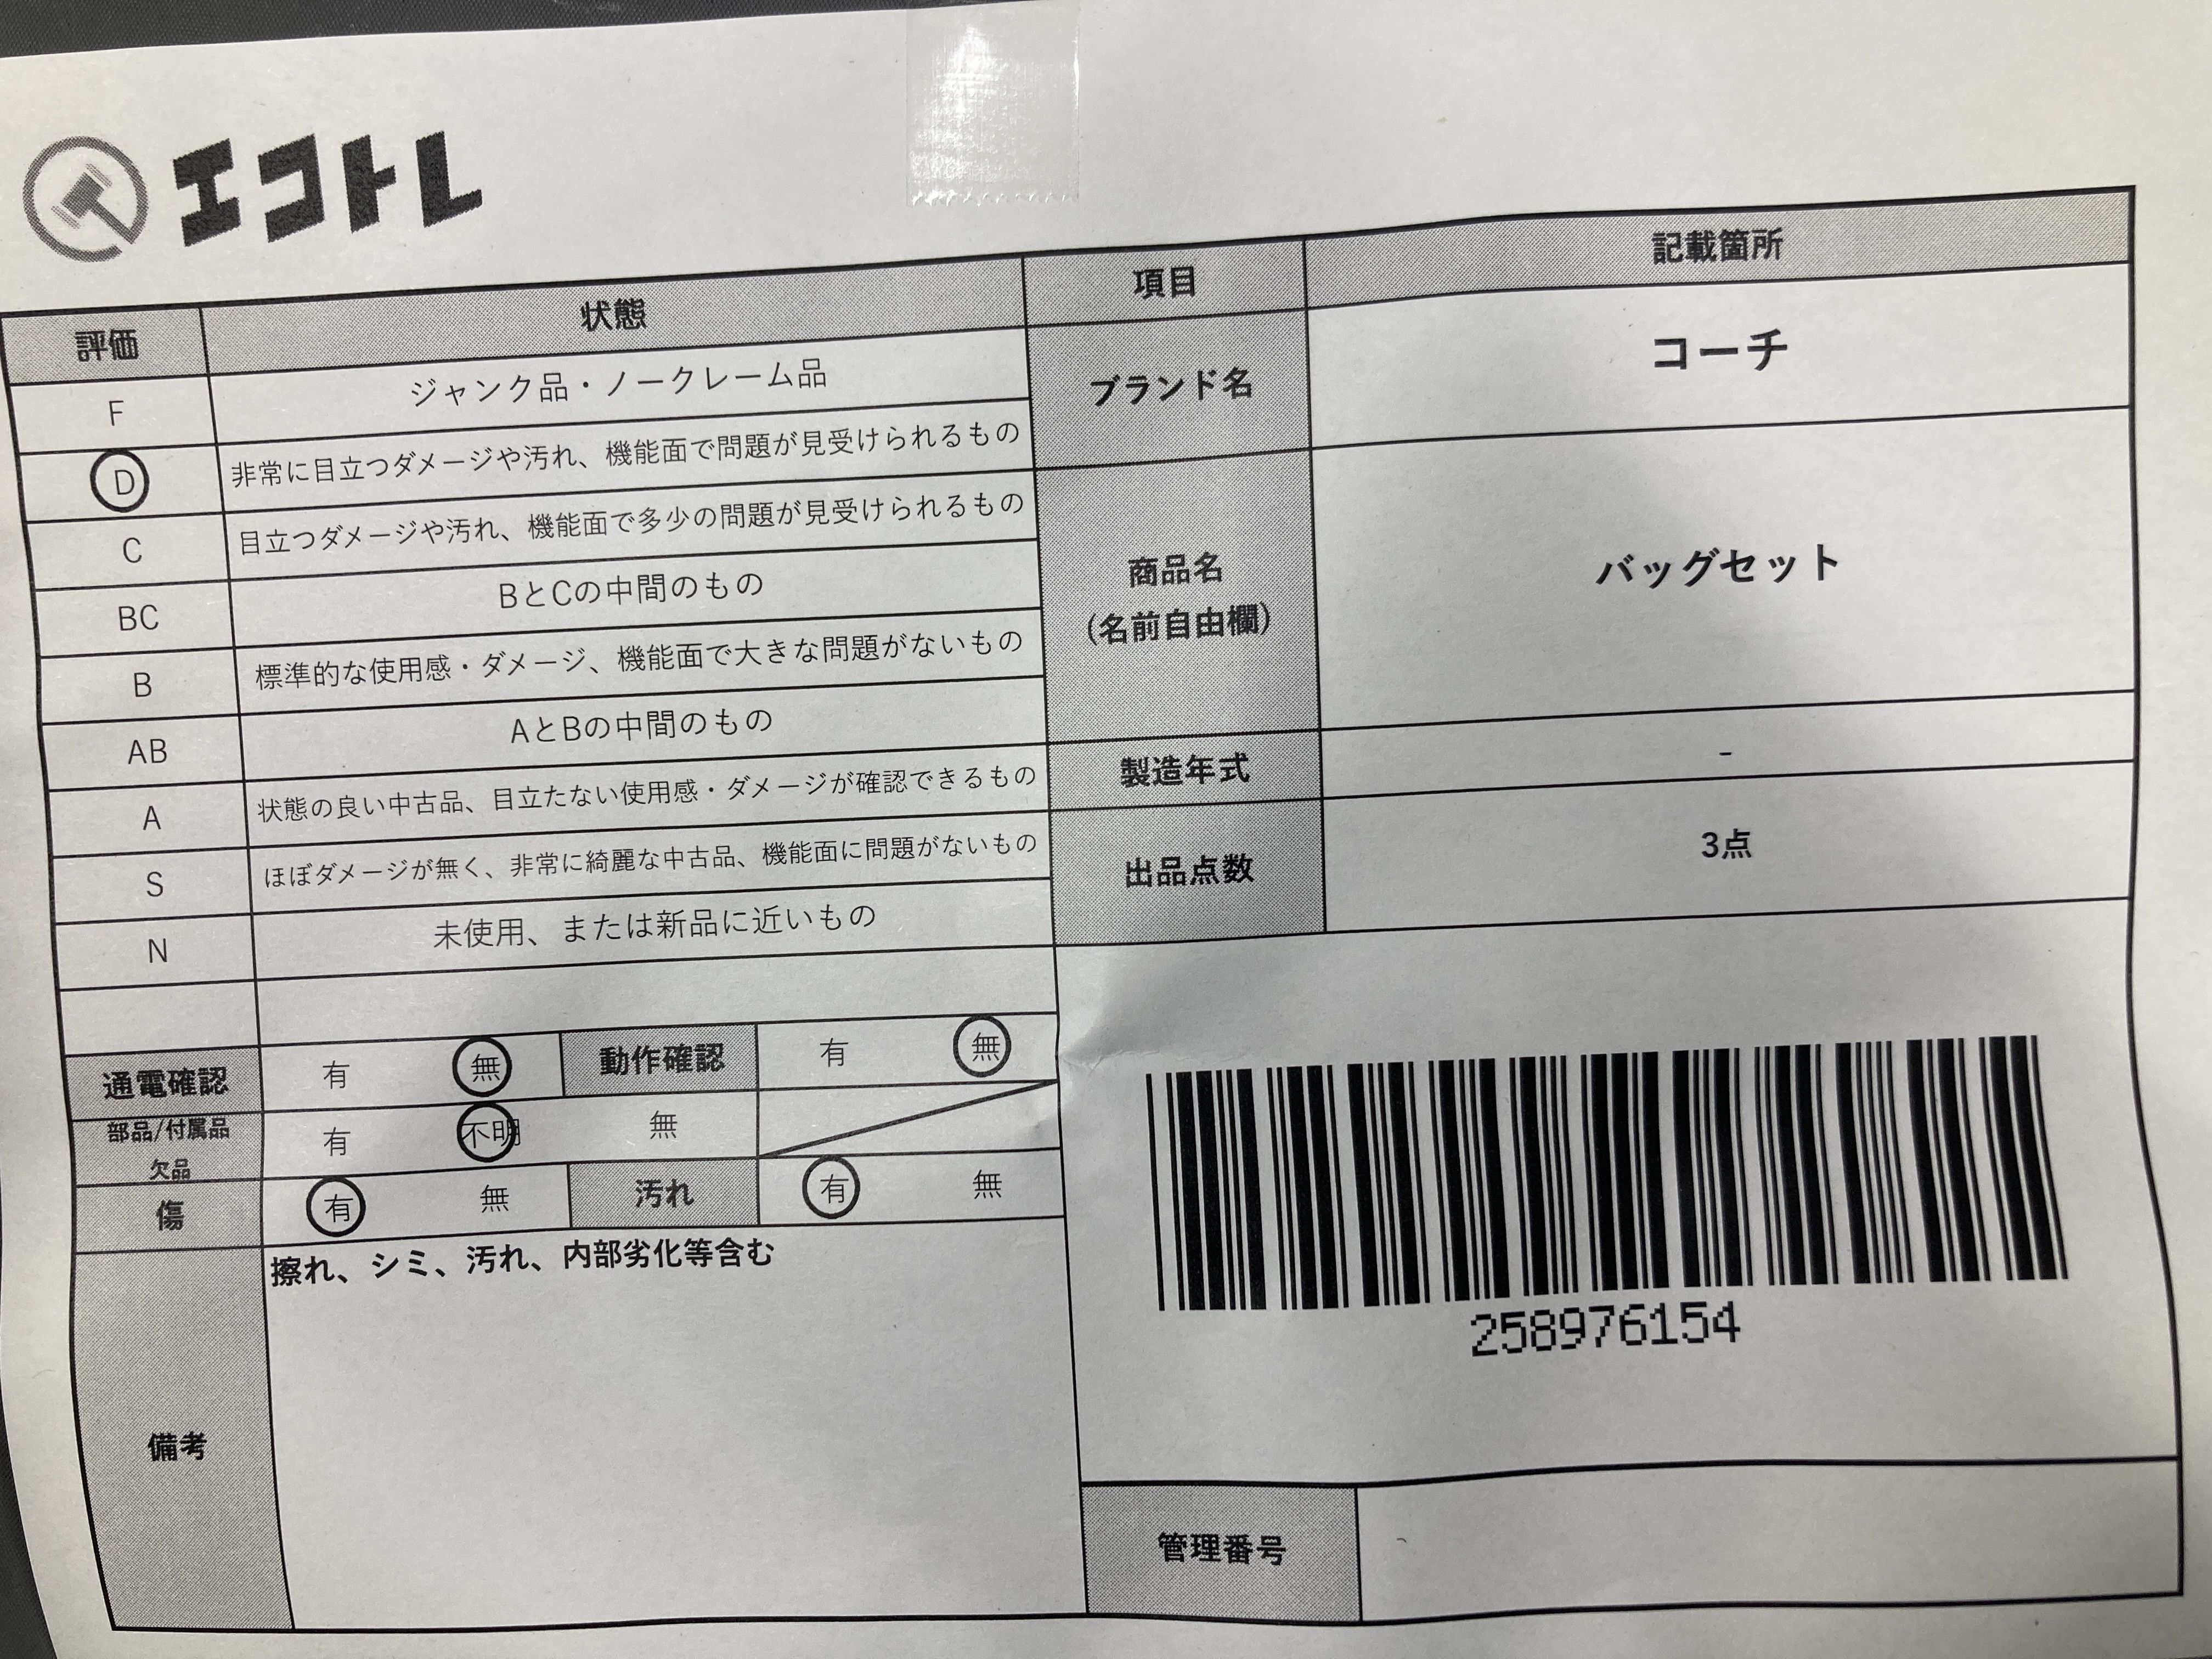 エコトレ
評価 状態
F ジャンク品・ノークレーム品
D 非常に目立つダメージや汚れ、機能面で問題が見受けられるもの
C 目立つダメージや汚れ、機能面で多少の問題が見受けられるもの
BC BとCの中間のもの
B 標準的な使用感・ダメージ、機能面で大きな問題がないもの
AB AとBの中間のもの
A 状態の良い中古品、目立たない使用感・ダメージが確認できるもの
S ほぼダメージが無く、非常に綺麗な中古品、機能面に問題がないもの
N 未使用、または新品に近いもの
通電確認 有 無 動作確認 有 無
部品/付属品
欠品 有 不明 無
傷 有 無 汚れ 有 無
備考 擦れ、シミ、汚れ、内部劣化等含む
項目 記載箇所
ブランド名 コーチ
商品名
(名前自由欄) バッグセット
製造年式 -
出品点数 3点
258976154
管理番号